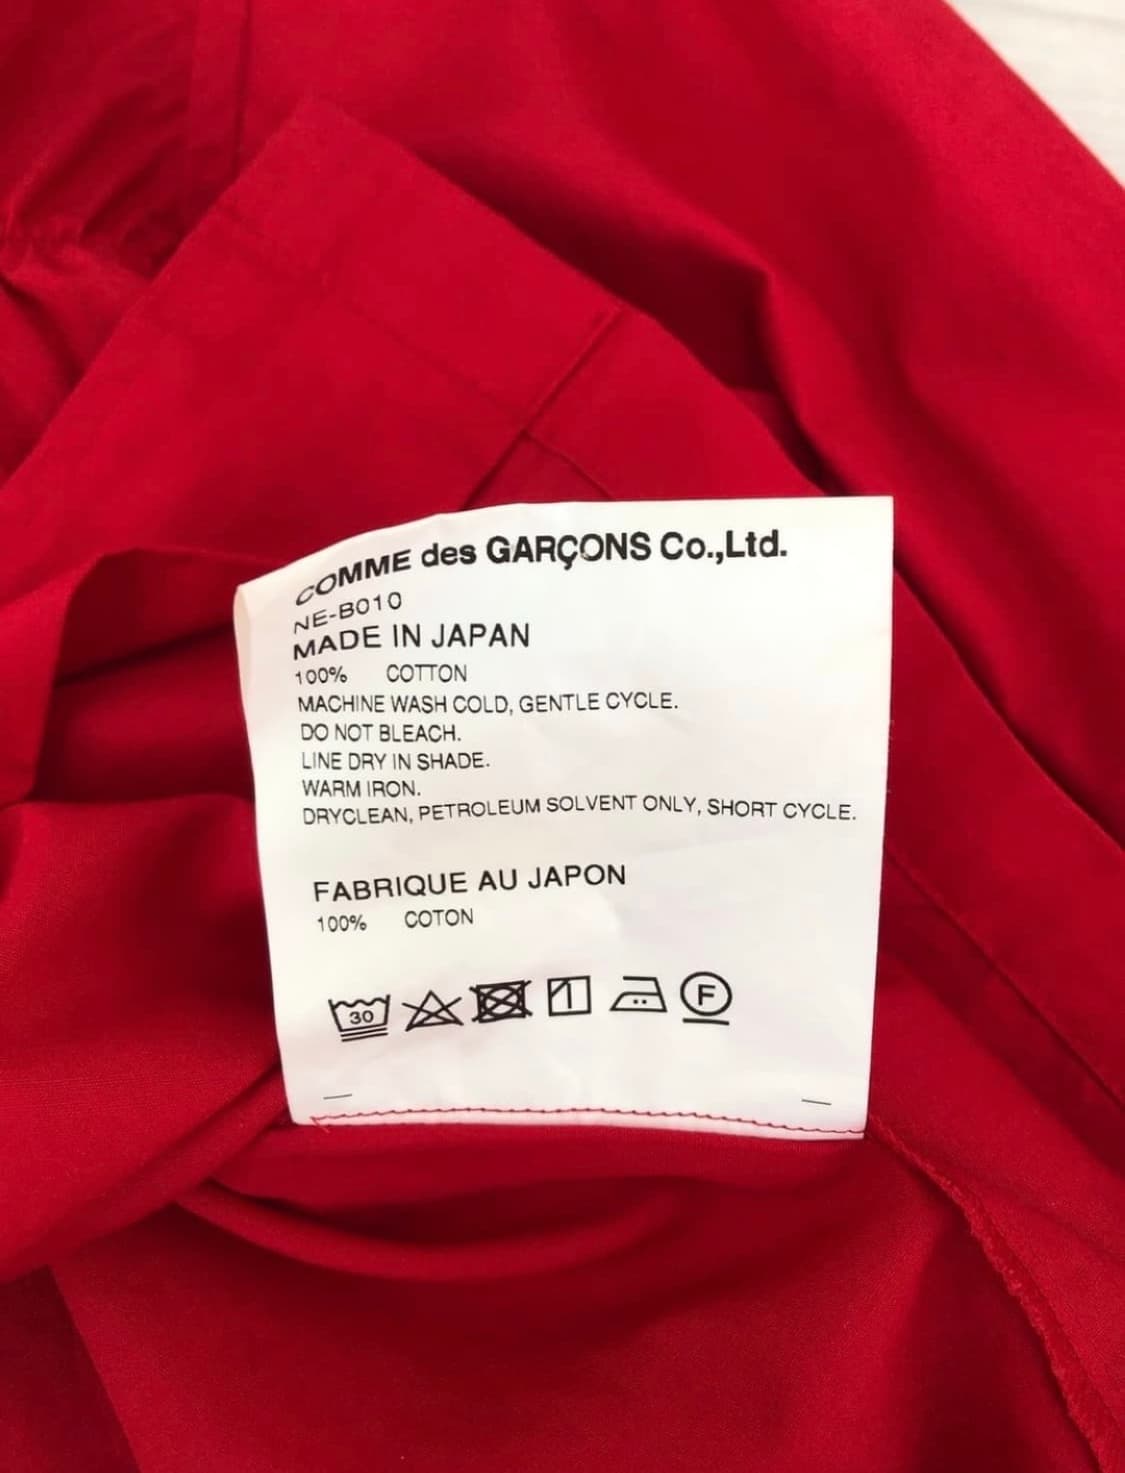 COMME des GARÇONS Co.,Ltd.
NE-B010
MADE IN JAPAN
100% COTTON
MACHINE WASH COLD, GENTLE CYCLE.
DO NOT BLEACH.
LINE DRY IN SHADE.
WARM IRON.
DRYCLEAN, PETROLEUM SOLVENT ONLY, SHORT CYCLE.
FABRIQUE AU JAPON
100% COTON
30 F